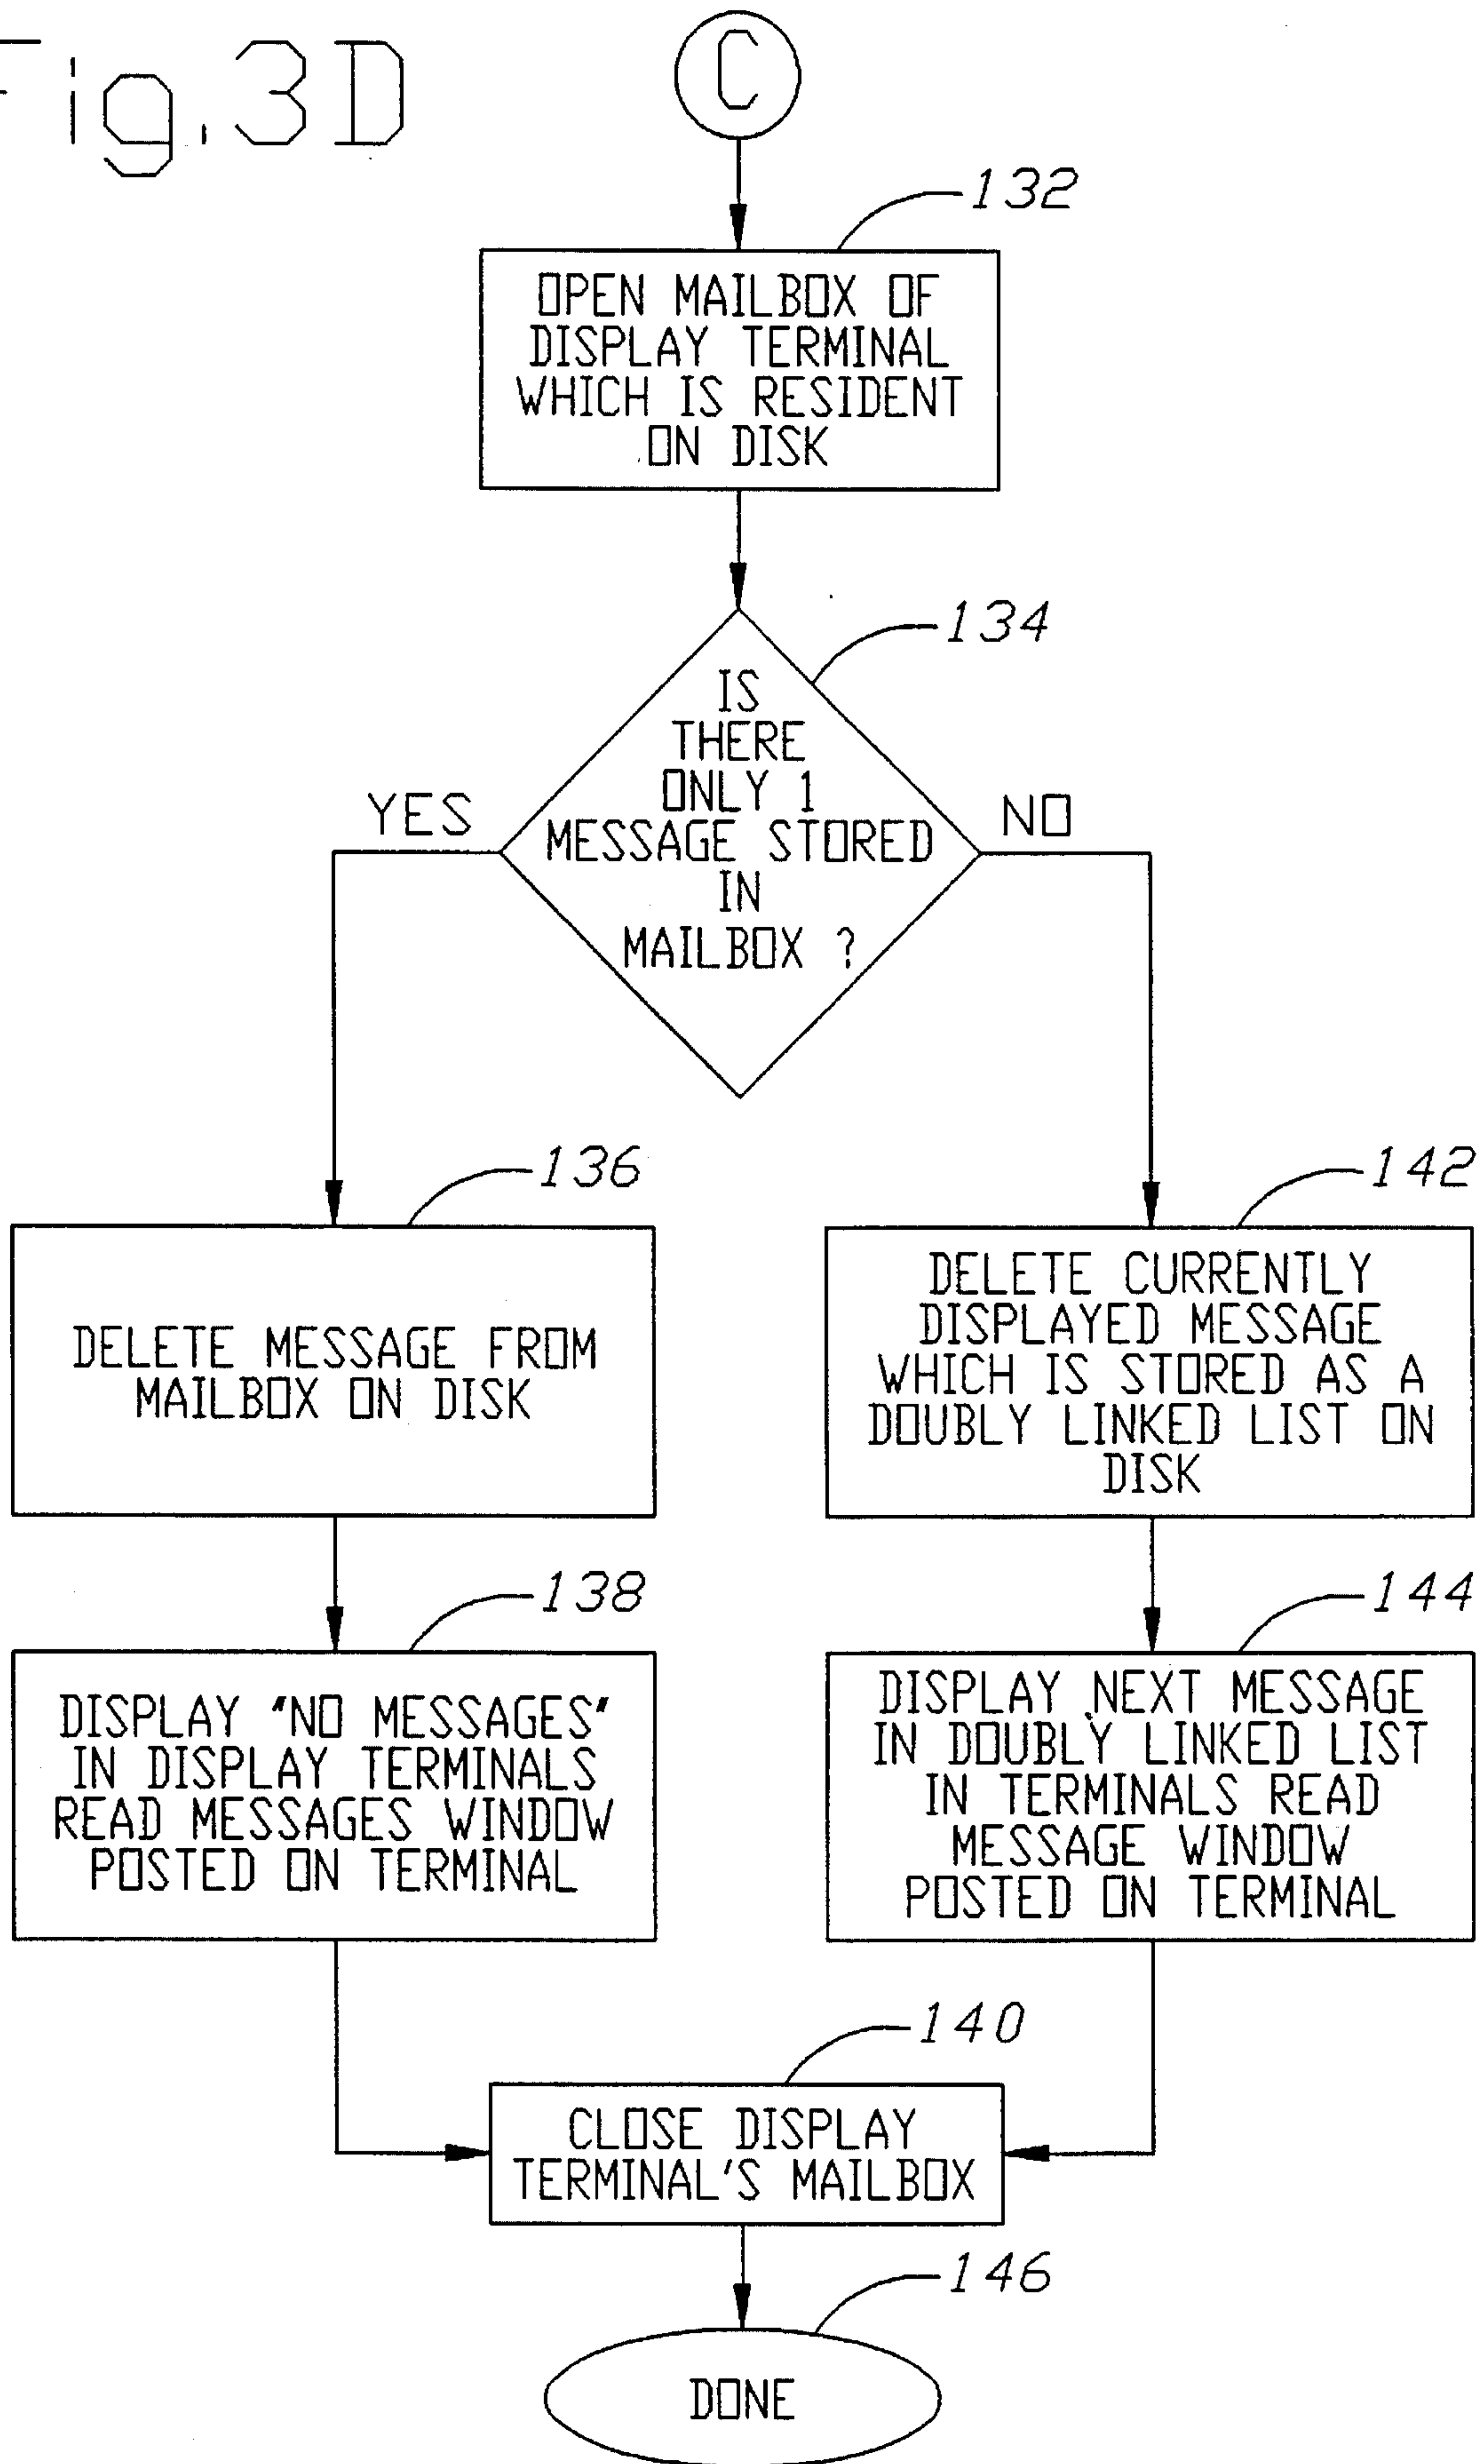 Fig.3D
C
132
OPEN MAILBOX OF
DISPLAY TERMINAL
WHICH IS RESIDENT
ON DISK
134
IS
THERE
ONLY 1
MESSAGE STORED
IN
MAILBOX ?
YES
NO
136
DELETE MESSAGE FROM
MAILBOX ON DISK
142
DELETE CURRENTLY
DISPLAYED MESSAGE
WHICH IS STORED AS A
DOUBLY LINKED LIST ON
DISK
138
DISPLAY "NO MESSAGES"
IN DISPLAY TERMINALS
READ MESSAGES WINDOW
POSTED ON TERMINAL
144
DISPLAY NEXT MESSAGE
IN DOUBLY LINKED LIST
IN TERMINALS READ
MESSAGE WINDOW
POSTED ON TERMINAL
140
CLOSE DISPLAY
TERMINAL'S MAILBOX
146
DONE